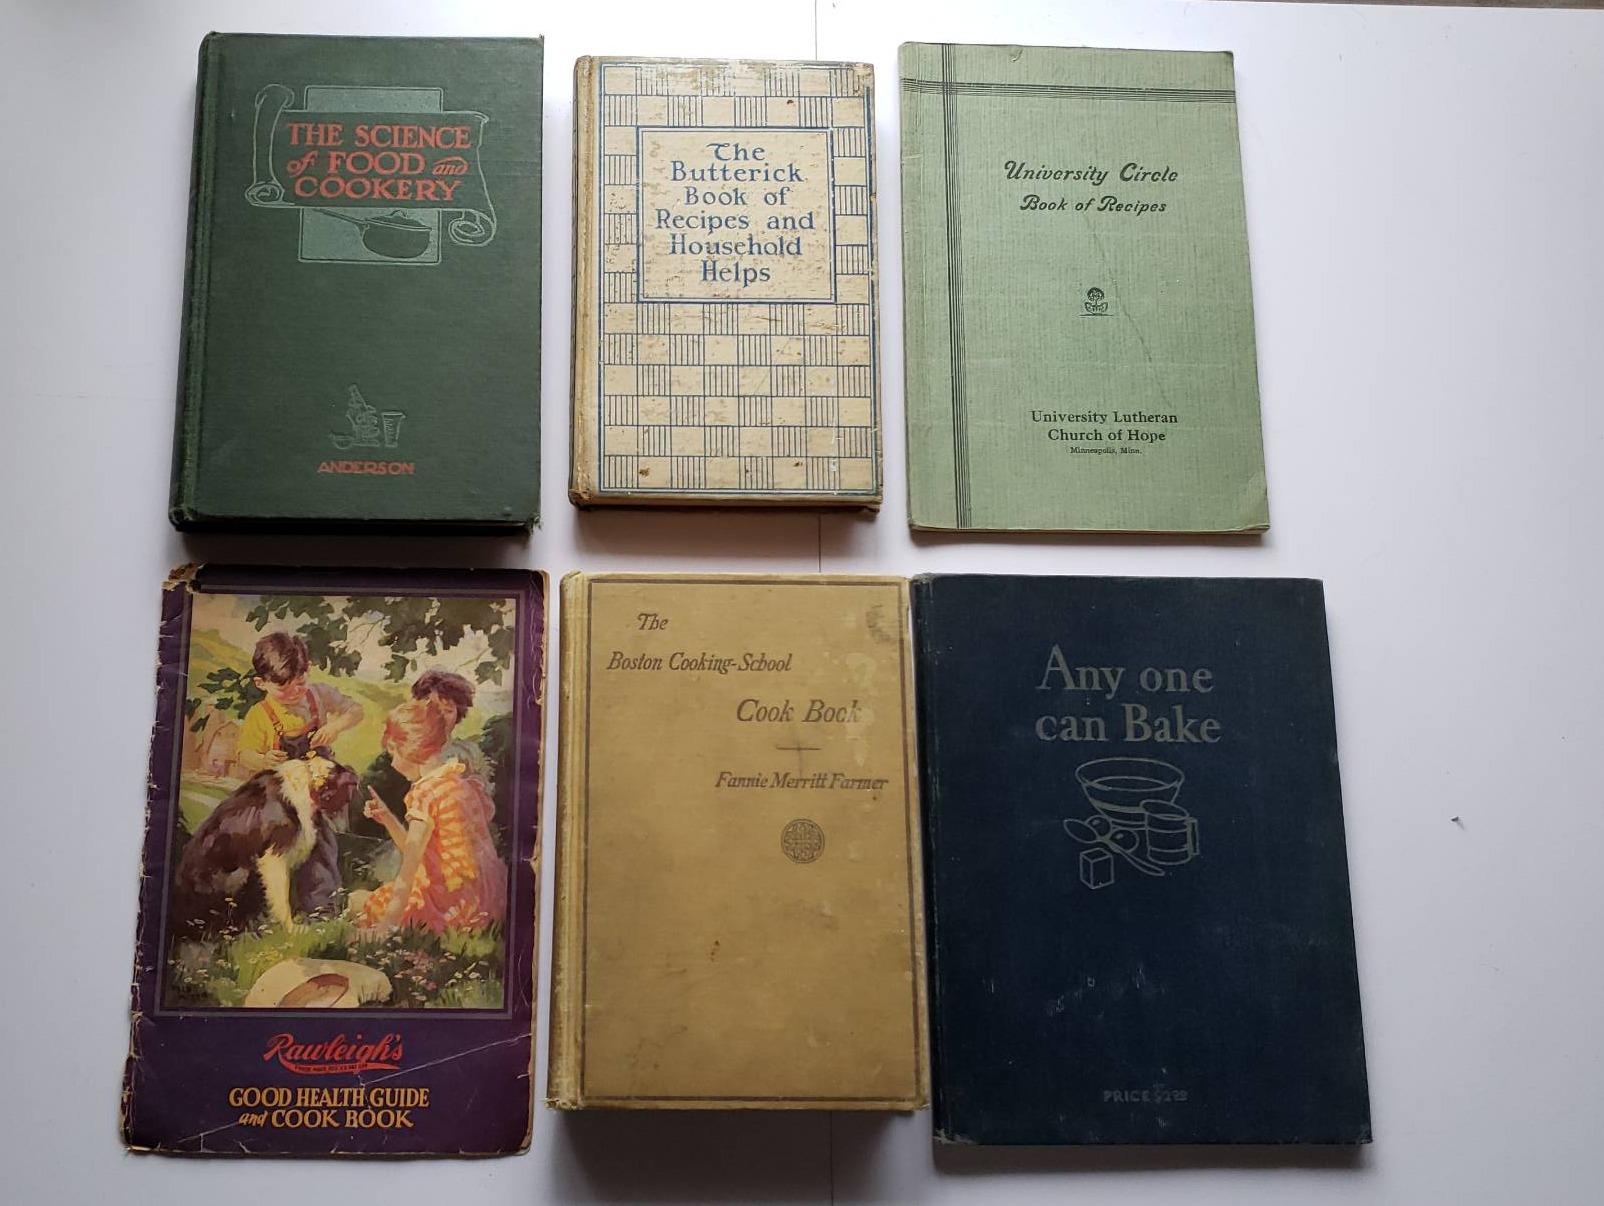 THE SCIENCE
of FOOD and
COOKERY
ANDERSON
The
Butterick
Book of
Recipes and
Household
Helps
University Circle
Book of Recipes
University Lutheran
Church of Hope
Minneapolis, Minn.
Rawleigh's
GOOD HEALTH GUIDE
and COOK BOOK
The
Boston Cooking-School
Cook Book
Fannie Merritt Farmer
Any one
can Bake
PRICE $2.00